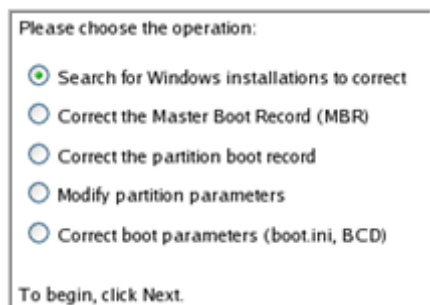 Please choose the operation:
Search for Windows installations to correct
Correct the Master Boot Record (MBR)
Correct the partition boot record
Modify partition parameters
Correct boot parameters (boot.ini, BCD)
To begin, click Next.